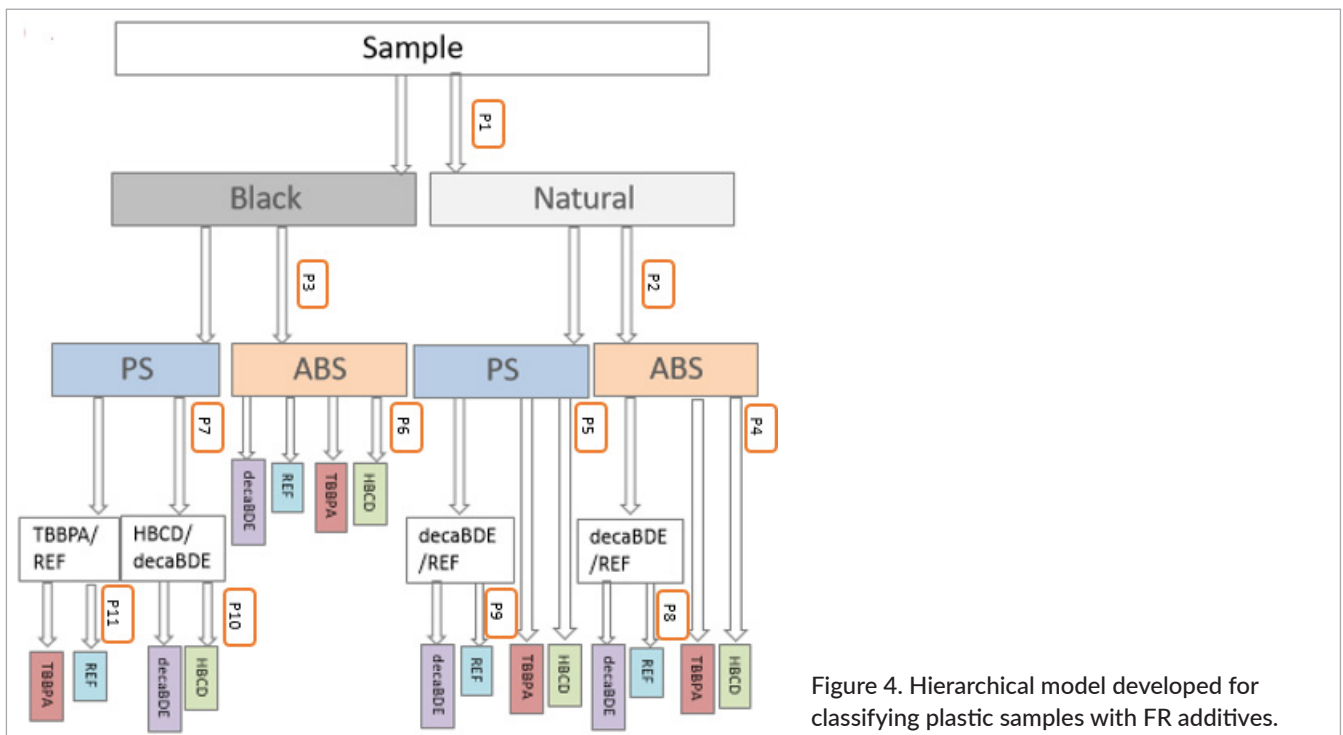 Sample
P1
Black
Natural
P3
P2
PS
ABS
PS
ABS
P7
P6
P5
P4
decaBDE
REF
TBBPA
HBCD
TBBPA/
REF
HBCD/
decaBDE
decaBDE
/REF
decaBDE
/REF
P11
P10
P9
P8
TBBPA
REF
decaBDE
HBCD
decaBDE
REF
TBBPA
HBCD
decaBDE
REF
TBBPA
HBCD
Figure 4. Hierarchical model developed for
classifying plastic samples with FR additives.